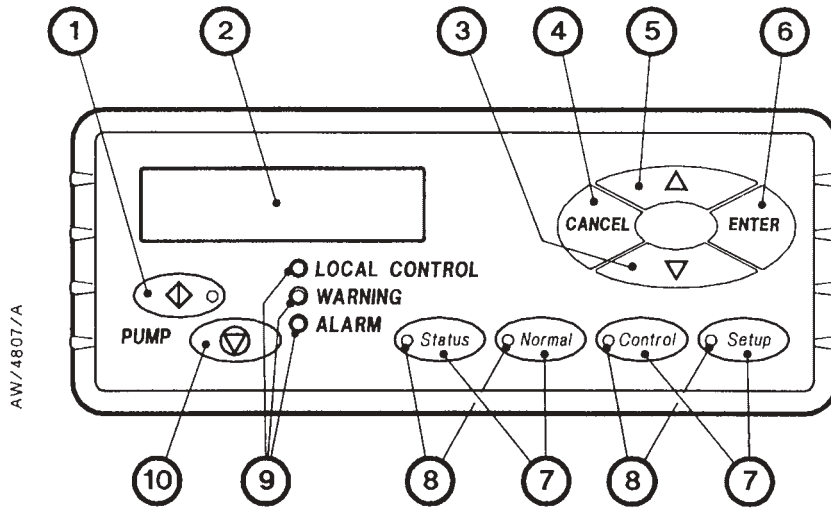 1 2 3 4 5 6
CANCEL ENTER
LOCAL CONTROL
WARNING
PUMP ALARM
Status Normal Control Setup
AW/4807/A
10 9 8 7 8 7